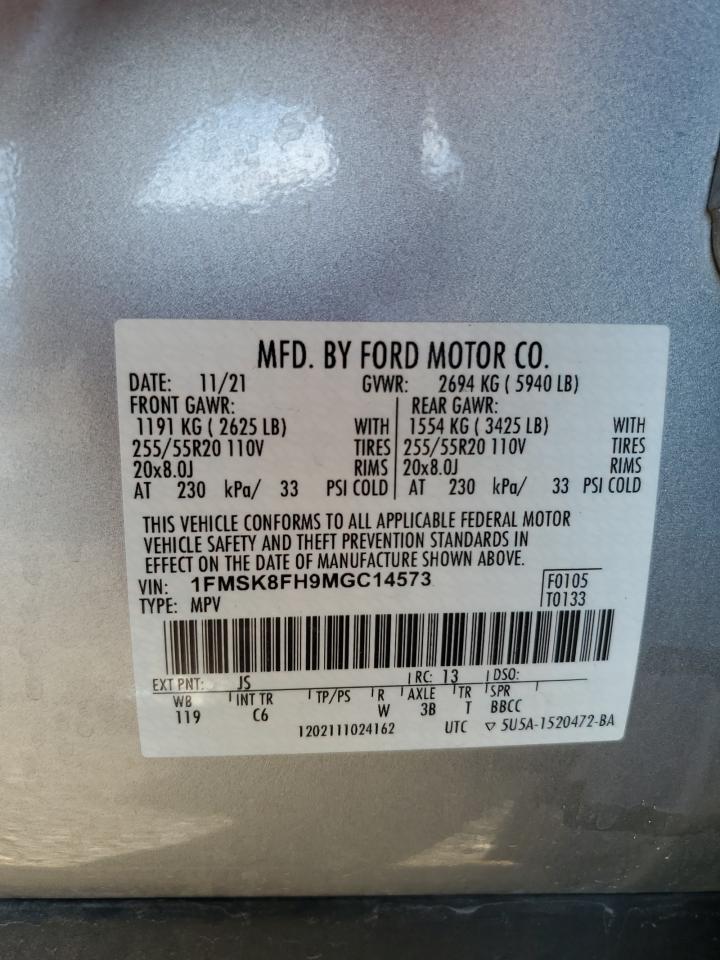 MFD. BY FORD MOTOR CO.
DATE: 11/21 GVWR: 2694 KG ( 5940 LB)
FRONT GAWR: REAR GAWR:
1191 KG ( 2625 LB) WITH 1554 KG ( 3425 LB) WITH
255/55R20 110V TIRES 255/55R20 110V TIRES
20x8.0J RIMS 20x8.0J RIMS
AT 230 kPa/ 33 PSI COLD AT 230 kPa/ 33 PSI COLD
THIS VEHICLE CONFORMS TO ALL APPLICABLE FEDERAL MOTOR
VEHICLE SAFETY AND THEFT PREVENTION STANDARDS IN
EFFECT ON THE DATE OF MANUFACTURE SHOWN ABOVE.
VIN: 1FMSK8FH9MGC14573 F0105
TYPE: MPV T0133
EXT PNT: JS RC: 13 DSO:
WB INT TR TP/PS R AXLE TR SPR
119 C6 W 3B T BBCC
1202111024162 UTC ▽ 5U5A-1520472-BA